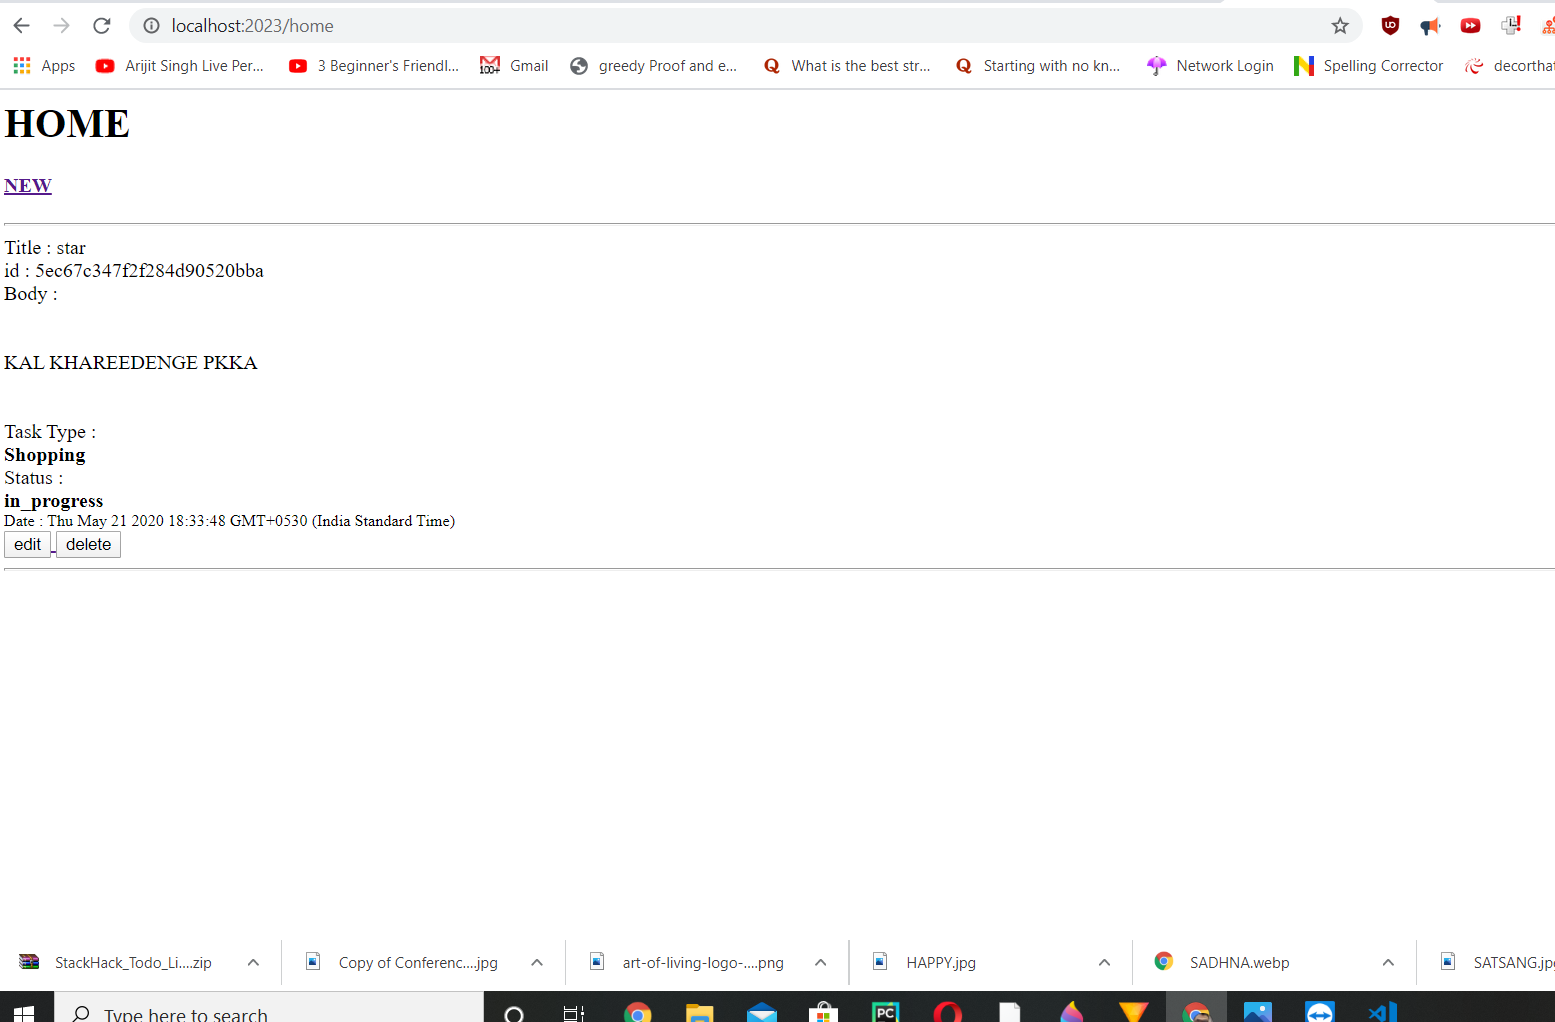 localhost:2023/home
Apps Arijit Singh Live Per... 3 Beginner's Friendl... Gmail greedy Proof and e... What is the best str... Starting with no kn... Network Login Spelling Corrector decorthat
HOME
NEW
Title : star
id : 5ec67c347f2f284d90520bba
Body :
KAL KHAREEDENGE PKKA
Task Type :
Shopping
Status :
in_progress
Date : Thu May 21 2020 18:33:48 GMT+0530 (India Standard Time)
edit delete
StackHack_Todo_Li....zip Copy of Conferenc....jpg art-of-living-logo-....png HAPPY.jpg SADHNA.webp SATSANG.jp
Type here to search